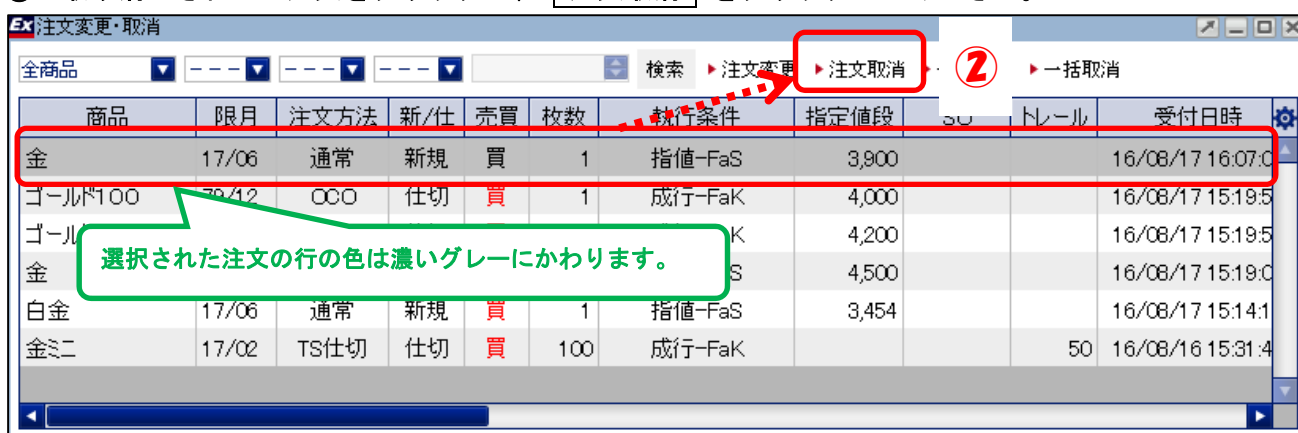 Ex 注文変更・取消
全商品 --- --- --- 検索 ▶注文変更 ▶注文取消 ② ▶一括取消
商品 限月 注文方法 新/仕 売買 枚数 執行条件 指定値段 SO トレール 受付日時
金 17/06 通常 新規 買 1 指値-FaS 3,900 16/08/17 16:07:0
ゴールド100 79/12 OCO 仕切 買 1 成行-FaK 4,000 16/08/17 15:19:5
ゴール K 4,200 16/08/17 15:19:5
金 S 4,500 16/08/17 15:19:0
選択された注文の行の色は濃いグレーにかわります。
白金 17/06 通常 新規 買 1 指値-FaS 3,454 16/08/17 15:14:1
金ミニ 17/02 TS仕切 仕切 買 100 成行-FaK 50 16/08/16 15:31:4